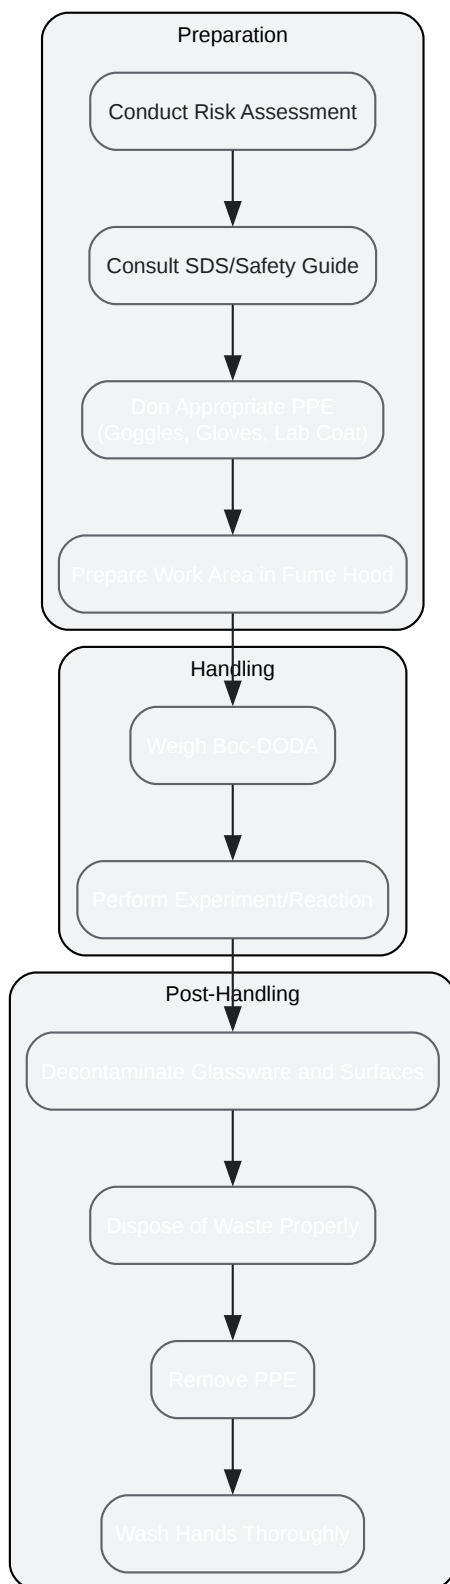 Preparation
Conduct Risk Assessment
Consult SDS/Safety Guide
Don Appropriate PPE
(Goggles, Gloves, Lab Coat)
Prepare Work Area in Fume Hood
Handling
Weigh Boc-DODA
Perform Experiment/Reaction
Post-Handling
Decontaminate Glassware and Surfaces
Dispose of Waste Properly
Remove PPE
Wash Hands Thoroughly